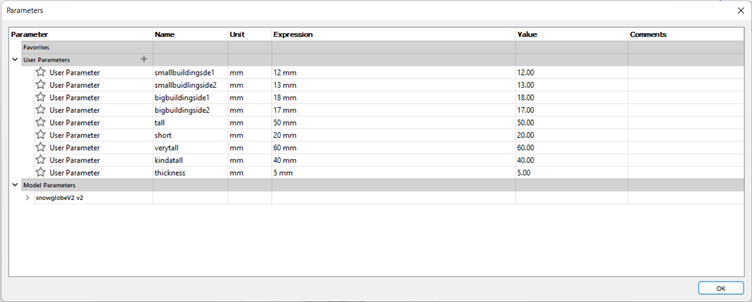 Parameters
Parameter Name Unit Expression Value Comments
Favorites
User Parameters
User Parameter smallbuildingsde1 mm 12 mm 12.00
User Parameter smallbuidlingside2 mm 13 mm 13.00
User Parameter bigbuildingside1 mm 18 mm 18.00
User Parameter bigbuildingside2 mm 17 mm 17.00
User Parameter tall mm 50 mm 50.00
User Parameter short mm 20 mm 20.00
User Parameter verytall mm 60 mm 60.00
User Parameter kindatall mm 40 mm 40.00
User Parameter thickness mm 5 mm 5.00
Model Parameters
snowglobeV2 v2
OK